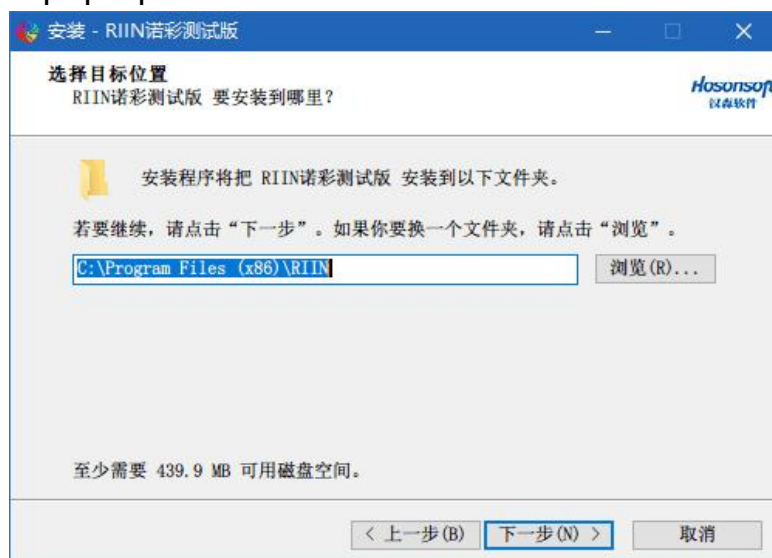 安装 - RIIN诺彩测试版
选择目标位置
RIIN诺彩测试版 要安装到哪里？
Hosonsoft
汉森软件
安装程序将把 RIIN诺彩测试版 安装到以下文件夹。
若要继续，请点击“下一步”。如果你要换一个文件夹，请点击“浏览”。
C:\Program Files (x86)\RIIN
浏览(R)...
至少需要 439.9 MB 可用磁盘空间。
< 上一步(B) 下一步(N) > 取消